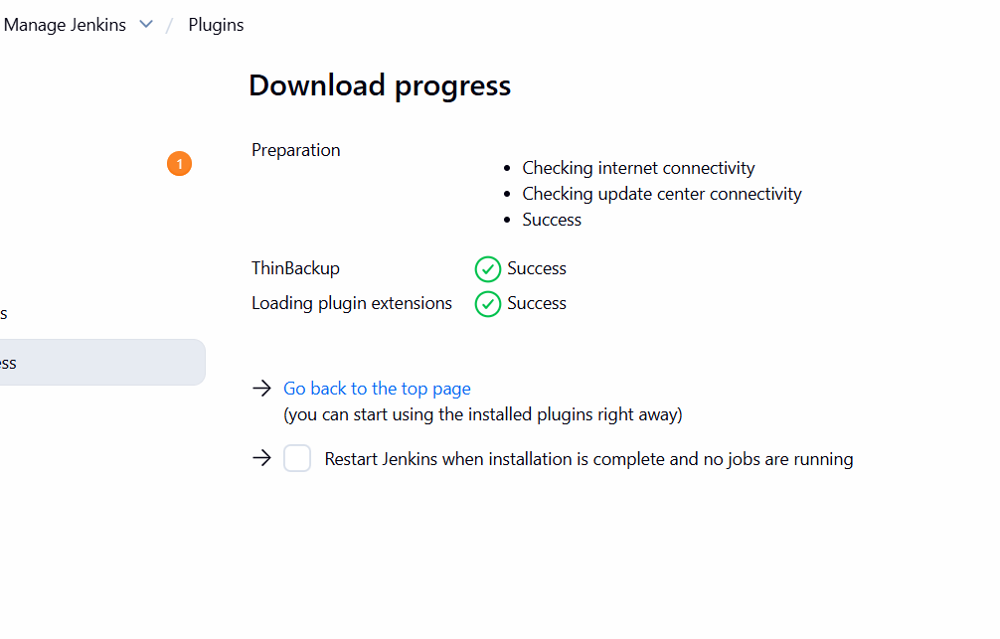 Manage Jenkins / Plugins
Download progress
1
Preparation
Checking internet connectivity
Checking update center connectivity
Success
ThinBackup Success
s
Loading plugin extensions Success
ess
Go back to the top page
(you can start using the installed plugins right away)
Restart Jenkins when installation is complete and no jobs are running